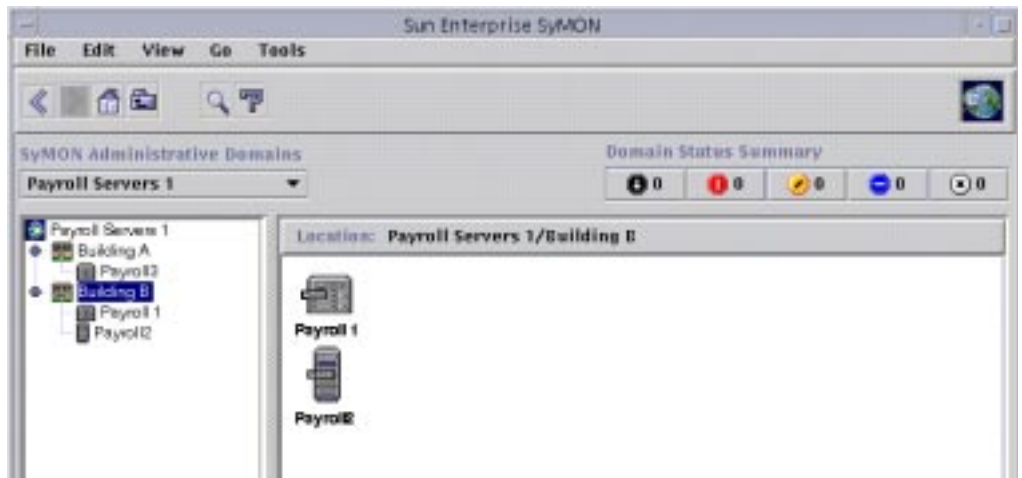 Sun Enterprise SyMON
File Edit View Go Tools
SyMON Administrative Domains
Domain Status Summary
Payroll Servers 1
0 0 0 0 0
Payroll Servers 1
Building A
Payroll3
Building B
Payroll 1
Payroll2
Location: Payroll Servers 1/Building B
Payroll 1
Payroll2